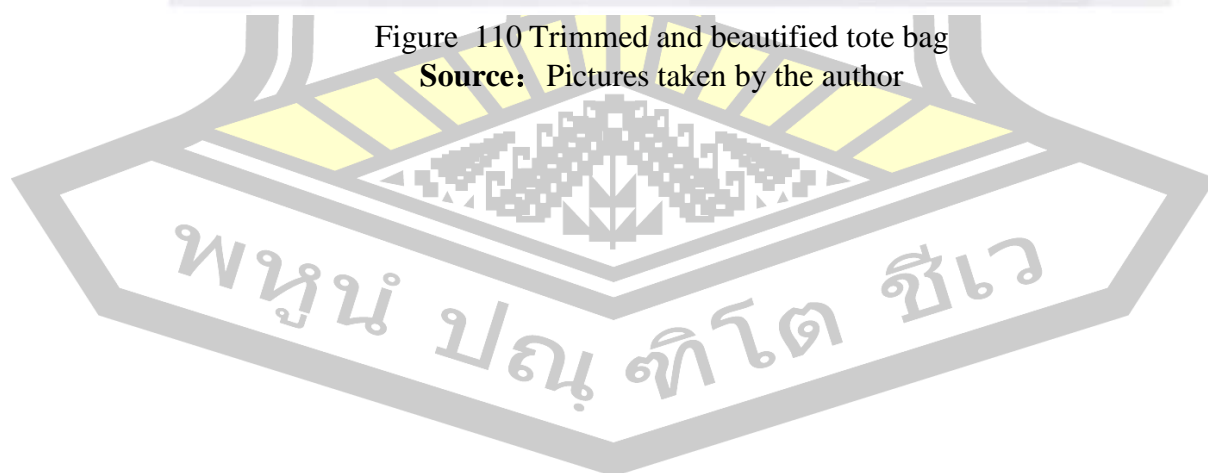 Figure 110 Trimmed and beautified tote bag
Source： Pictures taken by the author
พหูนํ ปณฺฑิโต ชีเว